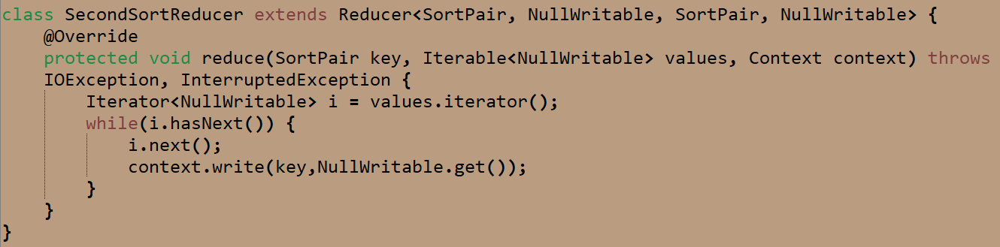 class SecondSortReducer extends Reducer<SortPair, NullWritable, SortPair, NullWritable> {
    @Override
    protected void reduce(SortPair key, Iterable<NullWritable> values, Context context) throws
    IOException, InterruptedException {
        Iterator<NullWritable> i = values.iterator();
        while(i.hasNext()) {
            i.next();
            context.write(key,NullWritable.get());
        }
    }
}